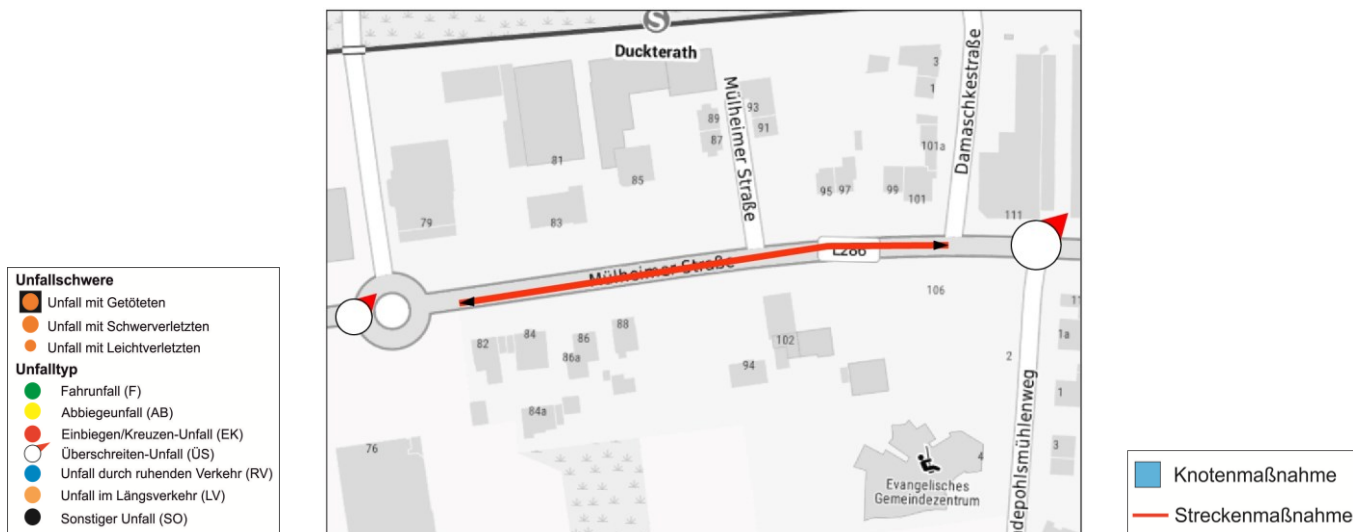 Unfallschwere
Unfall mit Getöteten
Unfall mit Schwerverletzten
Unfall mit Leichtverletzten
Unfalltyp
Fahrunfall (F)
Abbiegeunfall (AB)
Einbiegen/Kreuzen-Unfall (EK)
Überschreiten-Unfall (ÜS)
Unfall durch ruhenden Verkehr (RV)
Unfall im Längsverkehr (LV)
Sonstiger Unfall (SO)
S
Duckterath
Mülheimer Straße
Damaschkestraße
3
1
89
93
87
91
101a
81
85
95
97
99
101
79
83
111
L286
Mülheimer Straße
106
82
84
86
88
86a
102
94
84a
2
1a
1
3
76
4
Evangelisches
Gemeindezentrum
depohlsmühlenweg
Knotenmaßnahme
Streckenmaßnahme